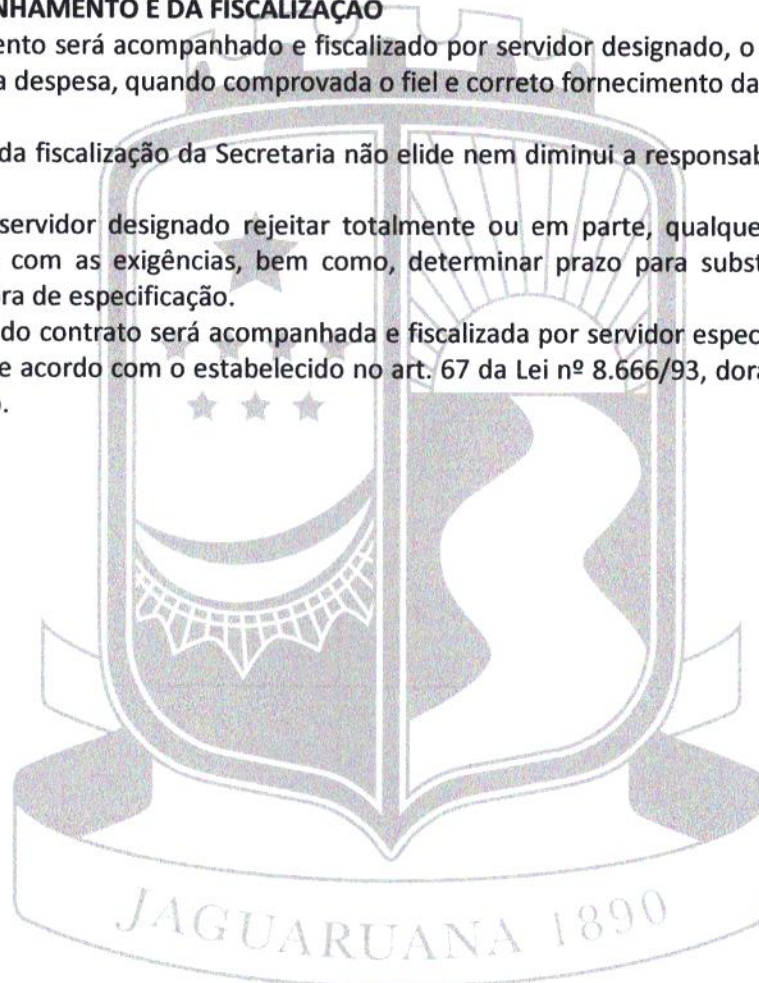 NHAMENTO E DA FISCALIZAÇÃO
ento será acompanhado e fiscalizado por servidor designado, o
a despesa, quando comprovada o fiel e correto fornecimento da
da fiscalização da Secretaria não elide nem diminui a responsab
servidor designado rejeitar totalmente ou em parte, qualque
com as exigências, bem como, determinar prazo para subst
ra de especificação.
do contrato será acompanhada e fiscalizada por servidor espec
e acordo com o estabelecido no art. 67 da Lei nº 8.666/93, dora
.
JAGUARUANA 1890